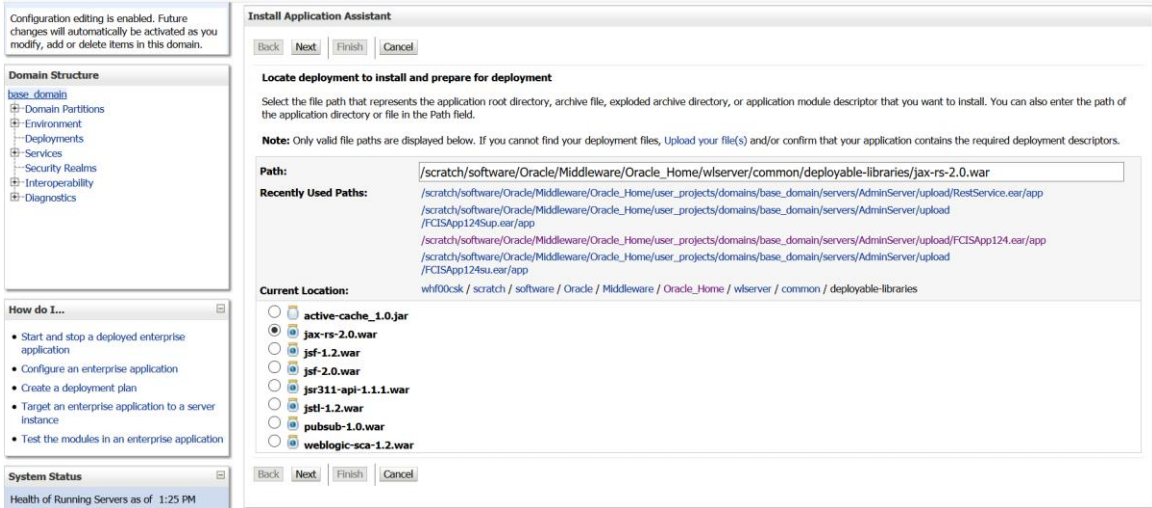 Configuration editing is enabled. Future
changes will automatically be activated as you
modify, add or delete items in this domain.
Domain Structure
base_domain
Domain Partitions
Environment
Deployments
Services
Security Realms
Interoperability
Diagnostics
How do I...
Start and stop a deployed enterprise
application
Configure an enterprise application
Create a deployment plan
Target an enterprise application to a server
instance
Test the modules in an enterprise application
System Status
Health of Running Servers as of 1:25 PM
Install Application Assistant
Back Next Finish Cancel
Locate deployment to install and prepare for deployment
Select the file path that represents the application root directory, archive file, exploded archive directory, or application module descriptor that you want to install. You can also enter the path of
the application directory or file in the Path field.
Note: Only valid file paths are displayed below. If you cannot find your deployment files, Upload your file(s) and/or confirm that your application contains the required deployment descriptors.
Path: /scratch/software/Oracle/Middleware/Oracle_Home/wlserver/common/deployable-libraries/jax-rs-2.0.war
Recently Used Paths: /scratch/software/Oracle/Middleware/Oracle_Home/user_projects/domains/base_domain/servers/AdminServer/upload/RestService.ear/app
/scratch/software/Oracle/Middleware/Oracle_Home/user_projects/domains/base_domain/servers/AdminServer/upload
/FCISApp124Sup.ear/app
/scratch/software/Oracle/Middleware/Oracle_Home/user_projects/domains/base_domain/servers/AdminServer/upload/FCISApp124.ear/app
/scratch/software/Oracle/Middleware/Oracle_Home/user_projects/domains/base_domain/servers/AdminServer/upload
/FCISApp124su.ear/app
Current Location: whf00csk / scratch / software / Oracle / Middleware / Oracle_Home / wlserver / common / deployable-libraries
active-cache_1.0.jar
jax-rs-2.0.war
jsf-1.2.war
jsf-2.0.war
jsr311-api-1.1.1.war
jstl-1.2.war
pubsub-1.0.war
weblogic-sca-1.2.war
Back Next Finish Cancel